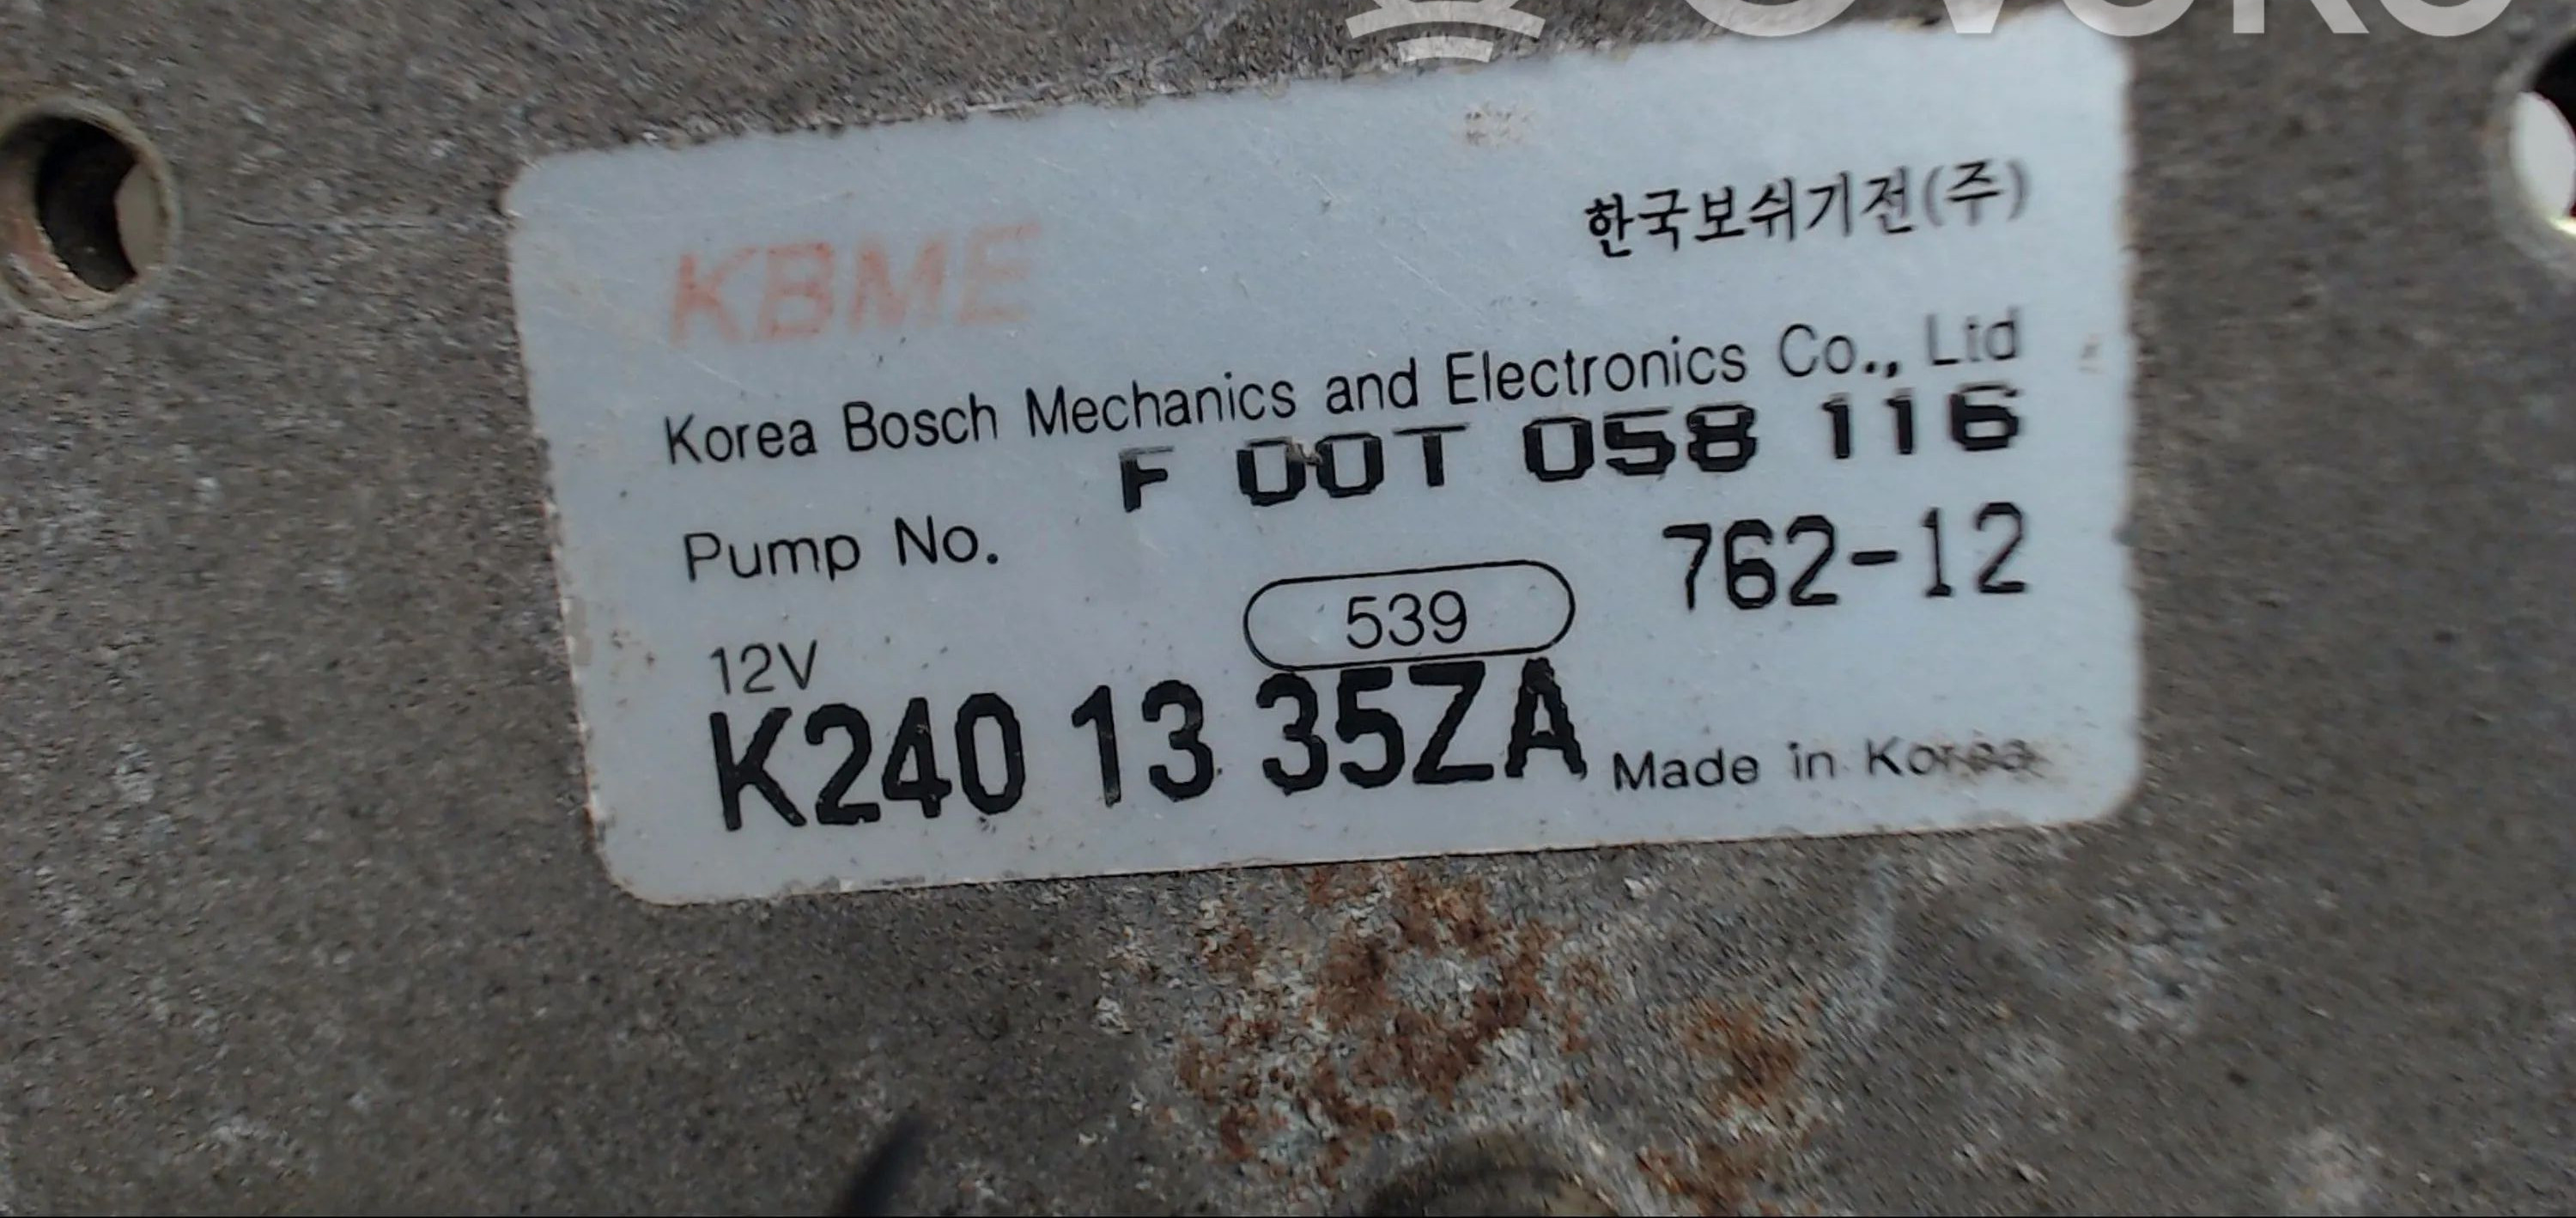 KBME
한국보쉬기전(주)
Korea Bosch Mechanics and Electronics Co., Ltd
F 00T 058 116
Pump No.
762-12
539
12V
K240 13 35ZA
Made in Korea